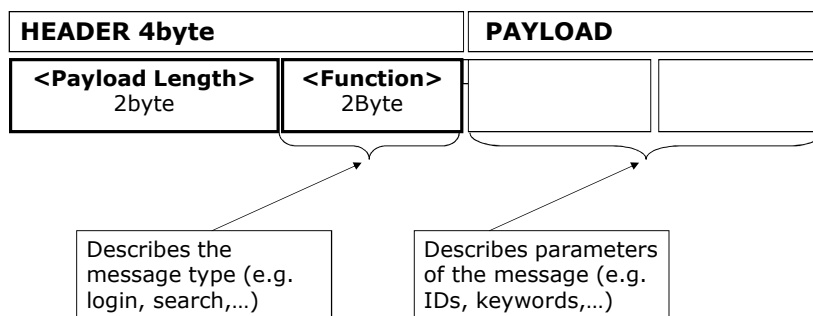 HEADER 4byte
PAYLOAD
<Payload Length>
2byte
<Function>
2Byte
Describes the
message type (e.g.
login, search,…)
Describes parameters
of the message (e.g.
IDs, keywords,…)